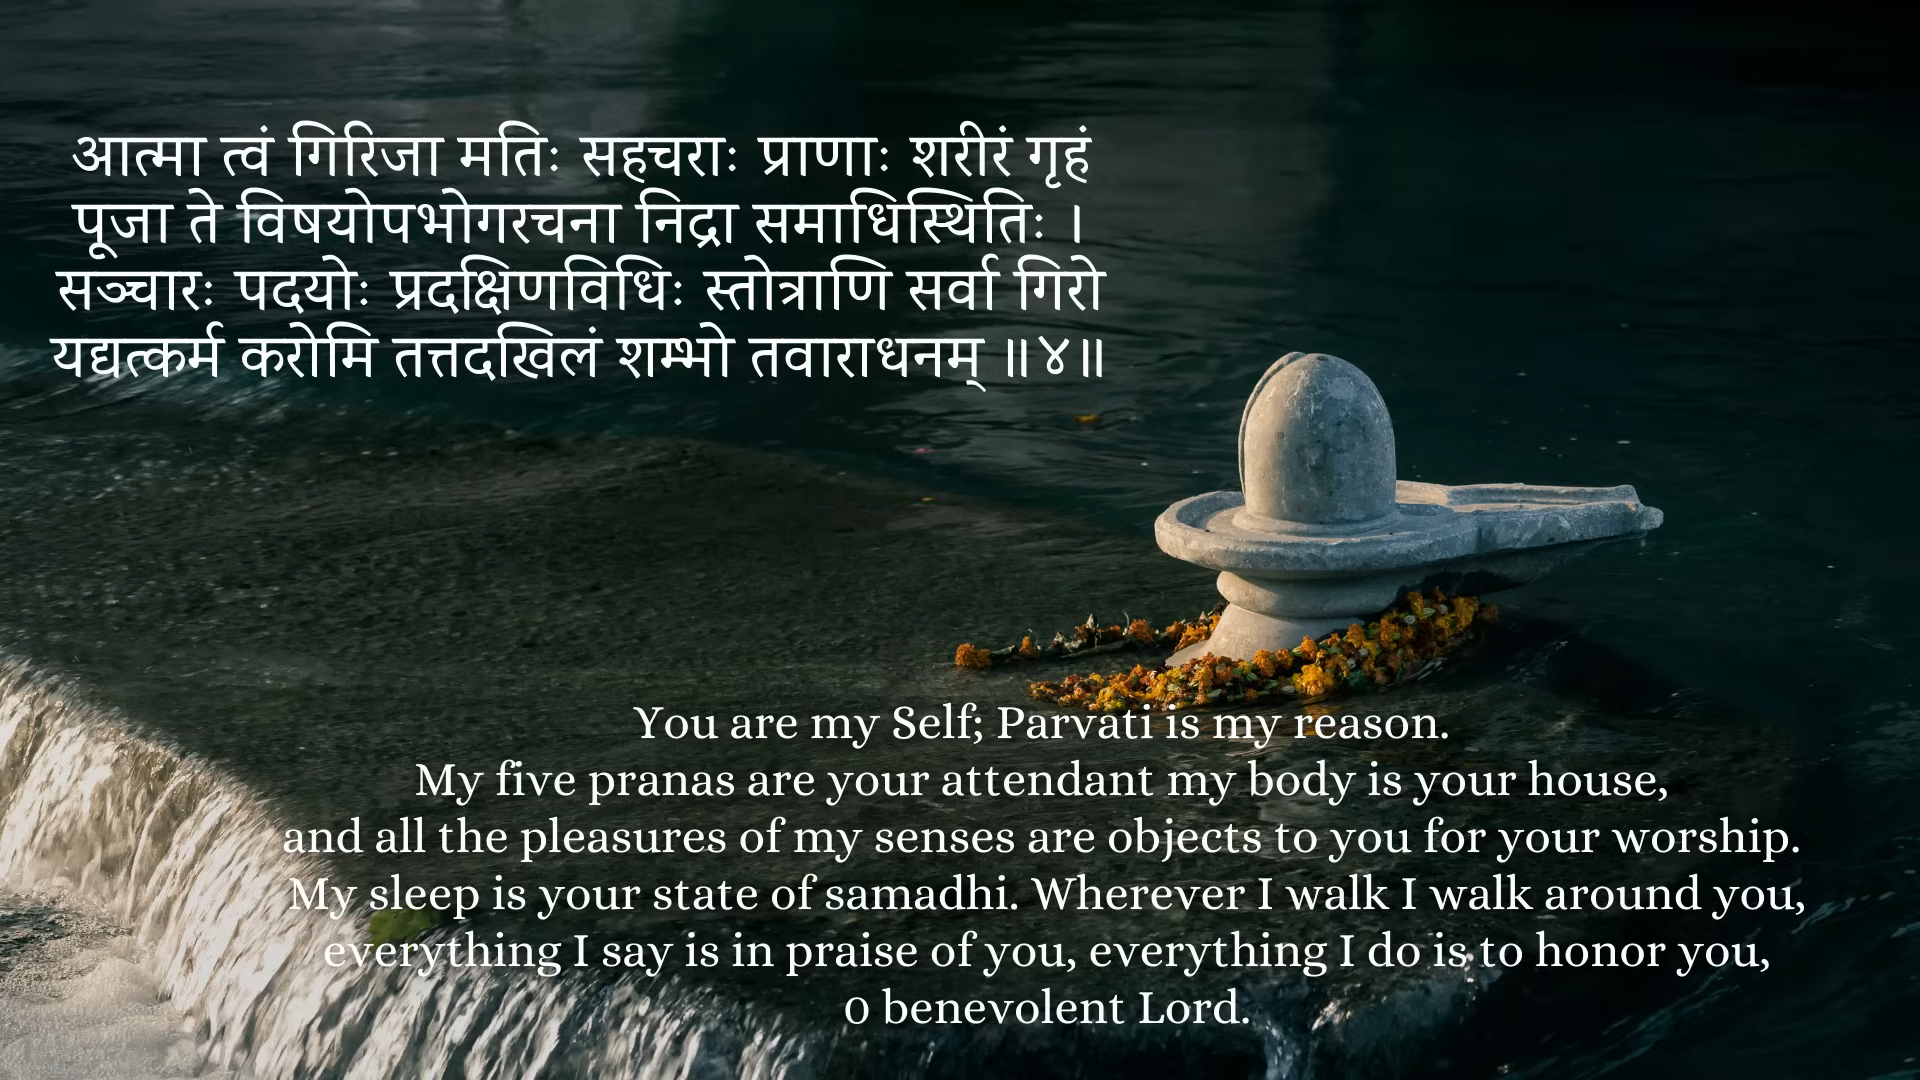 आत्मा त्वं गिरिजा मतिः सहचराः प्राणाः शरीरं गृहं
पूजा ते विषयोपभोगरचना निद्रा समाधिस्थितिः ।
सञ्चारः पदयोः प्रदक्षिणविधिः स्तोत्राणि सर्वा गिरो
यद्यत्कर्म करोमि तत्तदखिलं शम्भो तवाराधनम् ॥४॥
You are my Self; Parvati is my reason.
My five pranas are your attendant my body is your house,
and all the pleasures of my senses are objects to you for your worship.
My sleep is your state of samadhi. Wherever I walk I walk around you,
everything I say is in praise of you, everything I do is to honor you,
0 benevolent Lord.